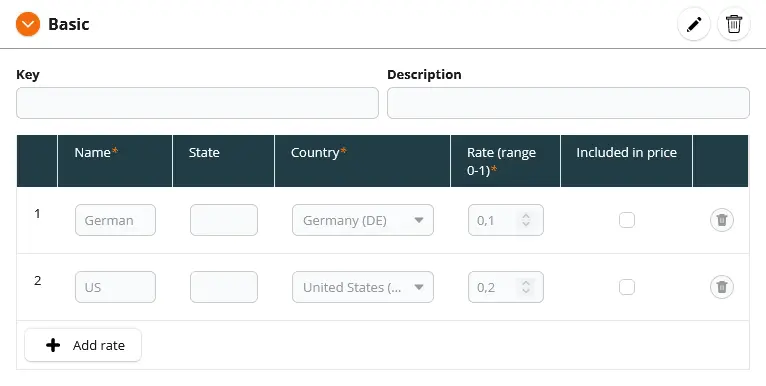 Basic
Key Description
Name* State Country* Rate (range 0-1)* Included in price
1 German Germany (DE) 0,1
2 US United States (... 0,2
Add rate